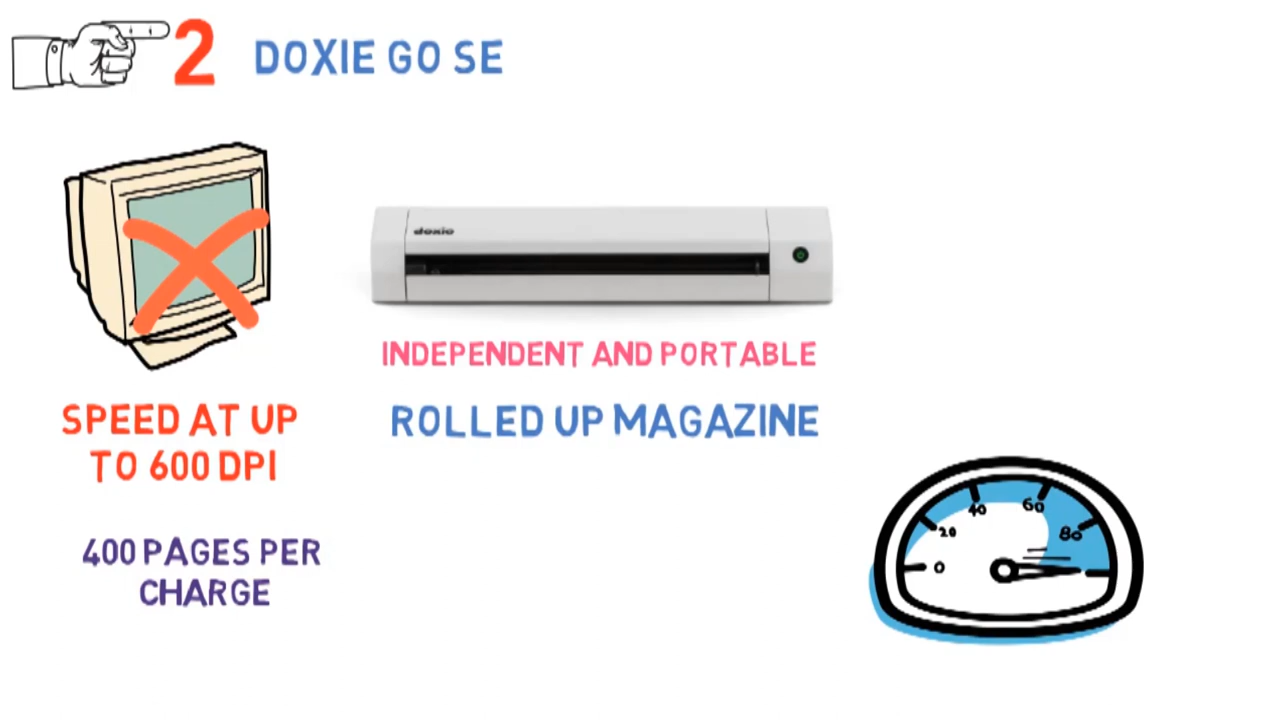 2 DOXIE GO SE
doxie
INDEPENDENT AND PORTABLE
SPEED AT UP
TO 600 DPI
ROLLED UP MAGAZINE
400 PAGES PER
CHARGE
0 20 40 60 80